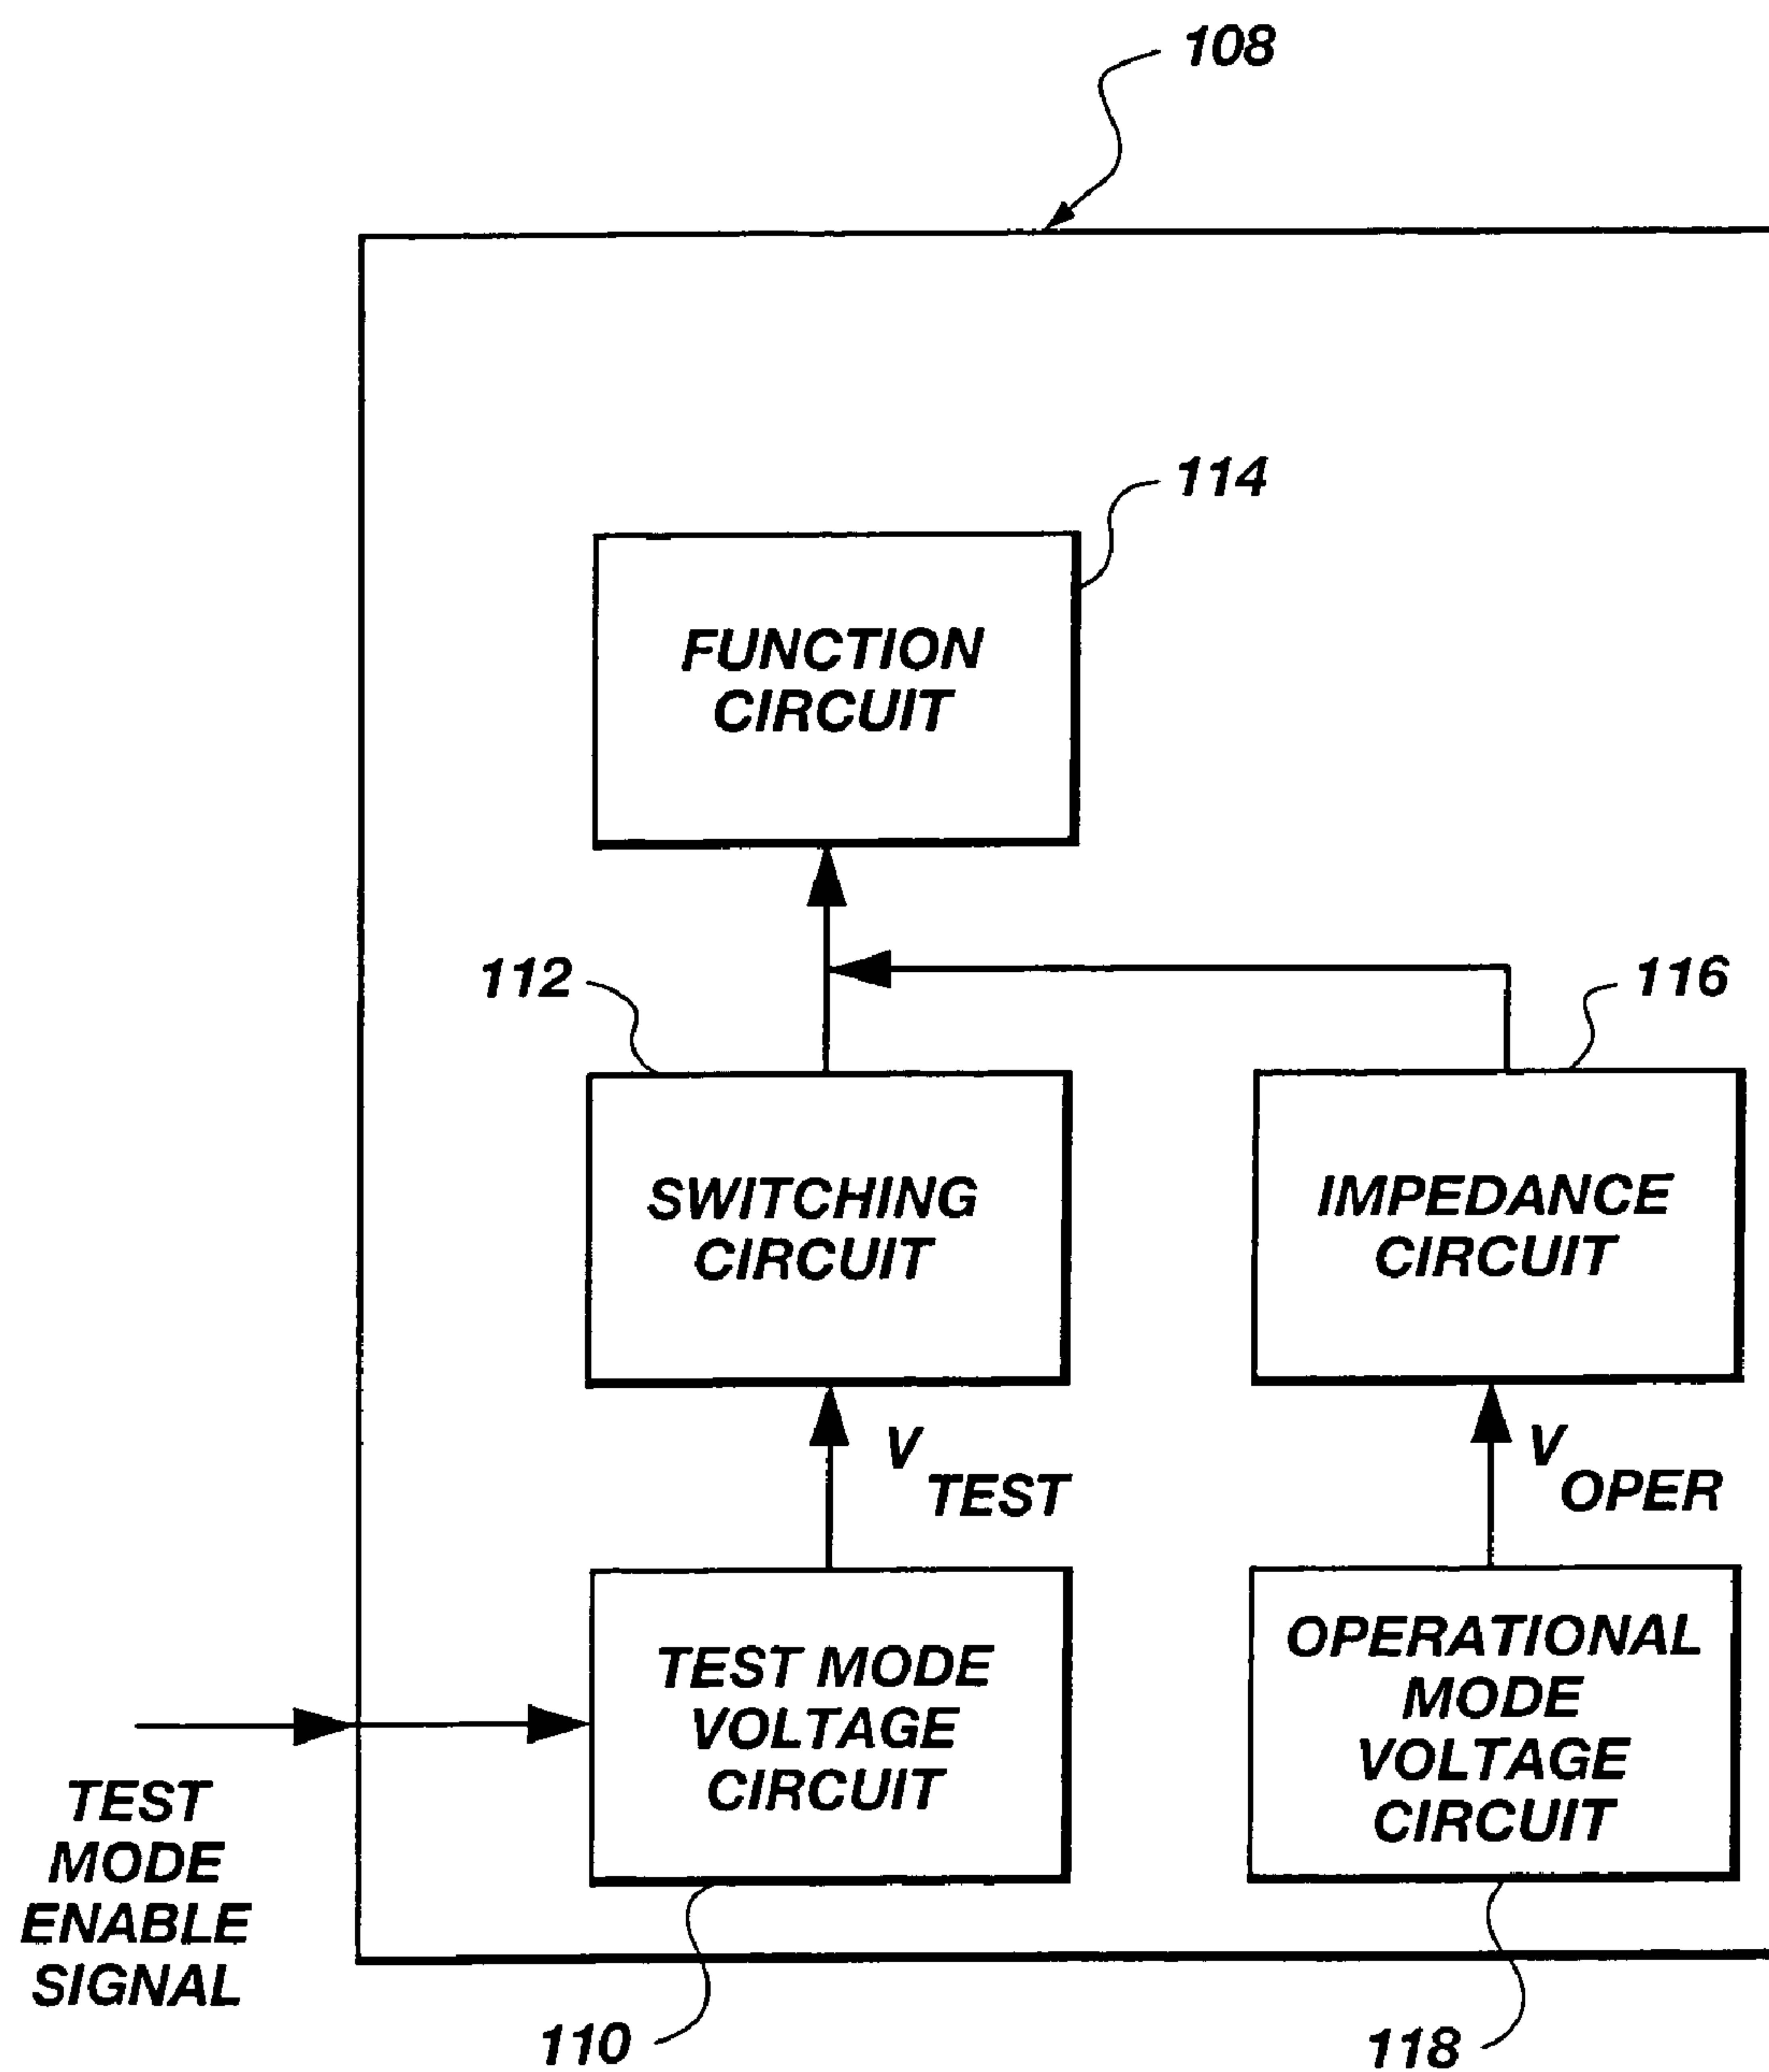 108
114
FUNCTION
CIRCUIT
112
116
SWITCHING
CIRCUIT
IMPEDANCE
CIRCUIT
V TEST
V OPER
TEST MODE
VOLTAGE
CIRCUIT
OPERATIONAL
MODE
VOLTAGE
CIRCUIT
TEST
MODE
ENABLE
SIGNAL
110
118